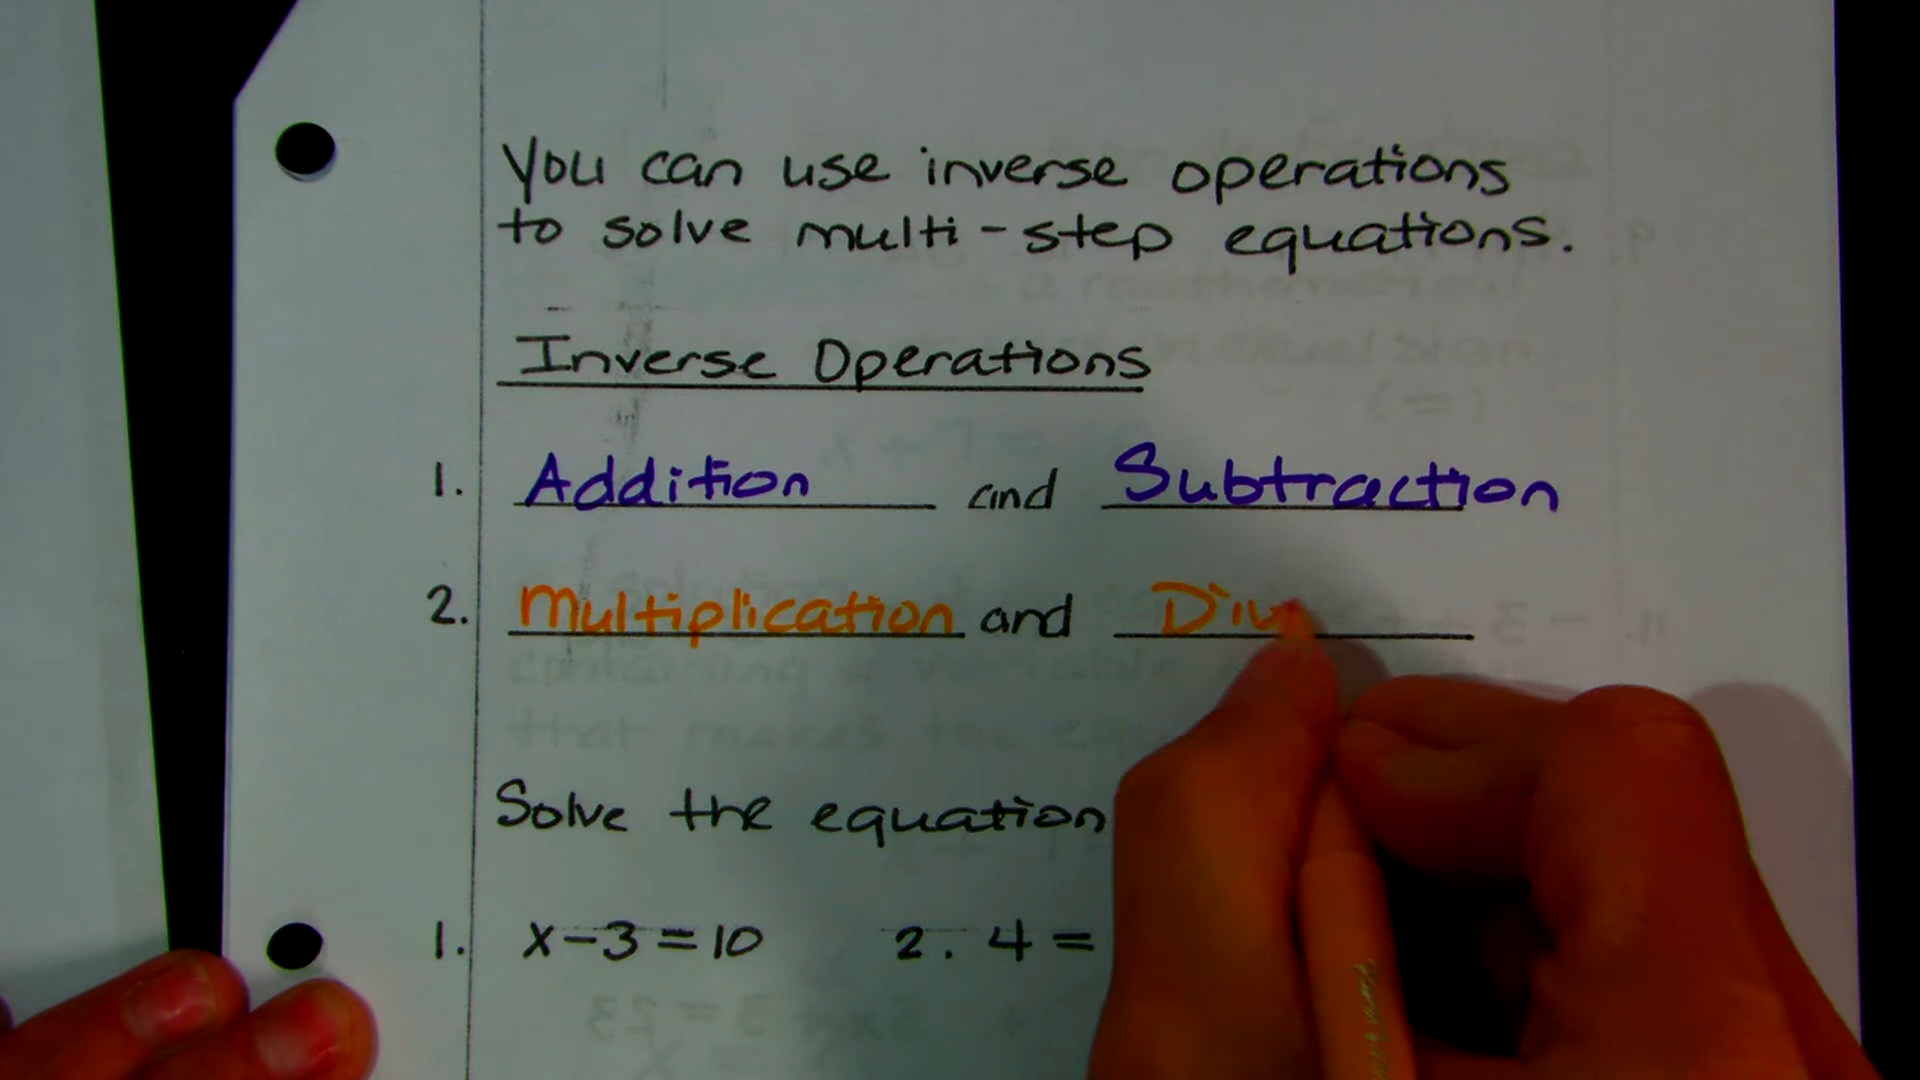 You can use inverse operations
to solve multi-step equations.
Inverse Operations
1. Addition and Subtraction
2. Multiplication and Div
Solve the equation
1. x-3=10 2. 4=